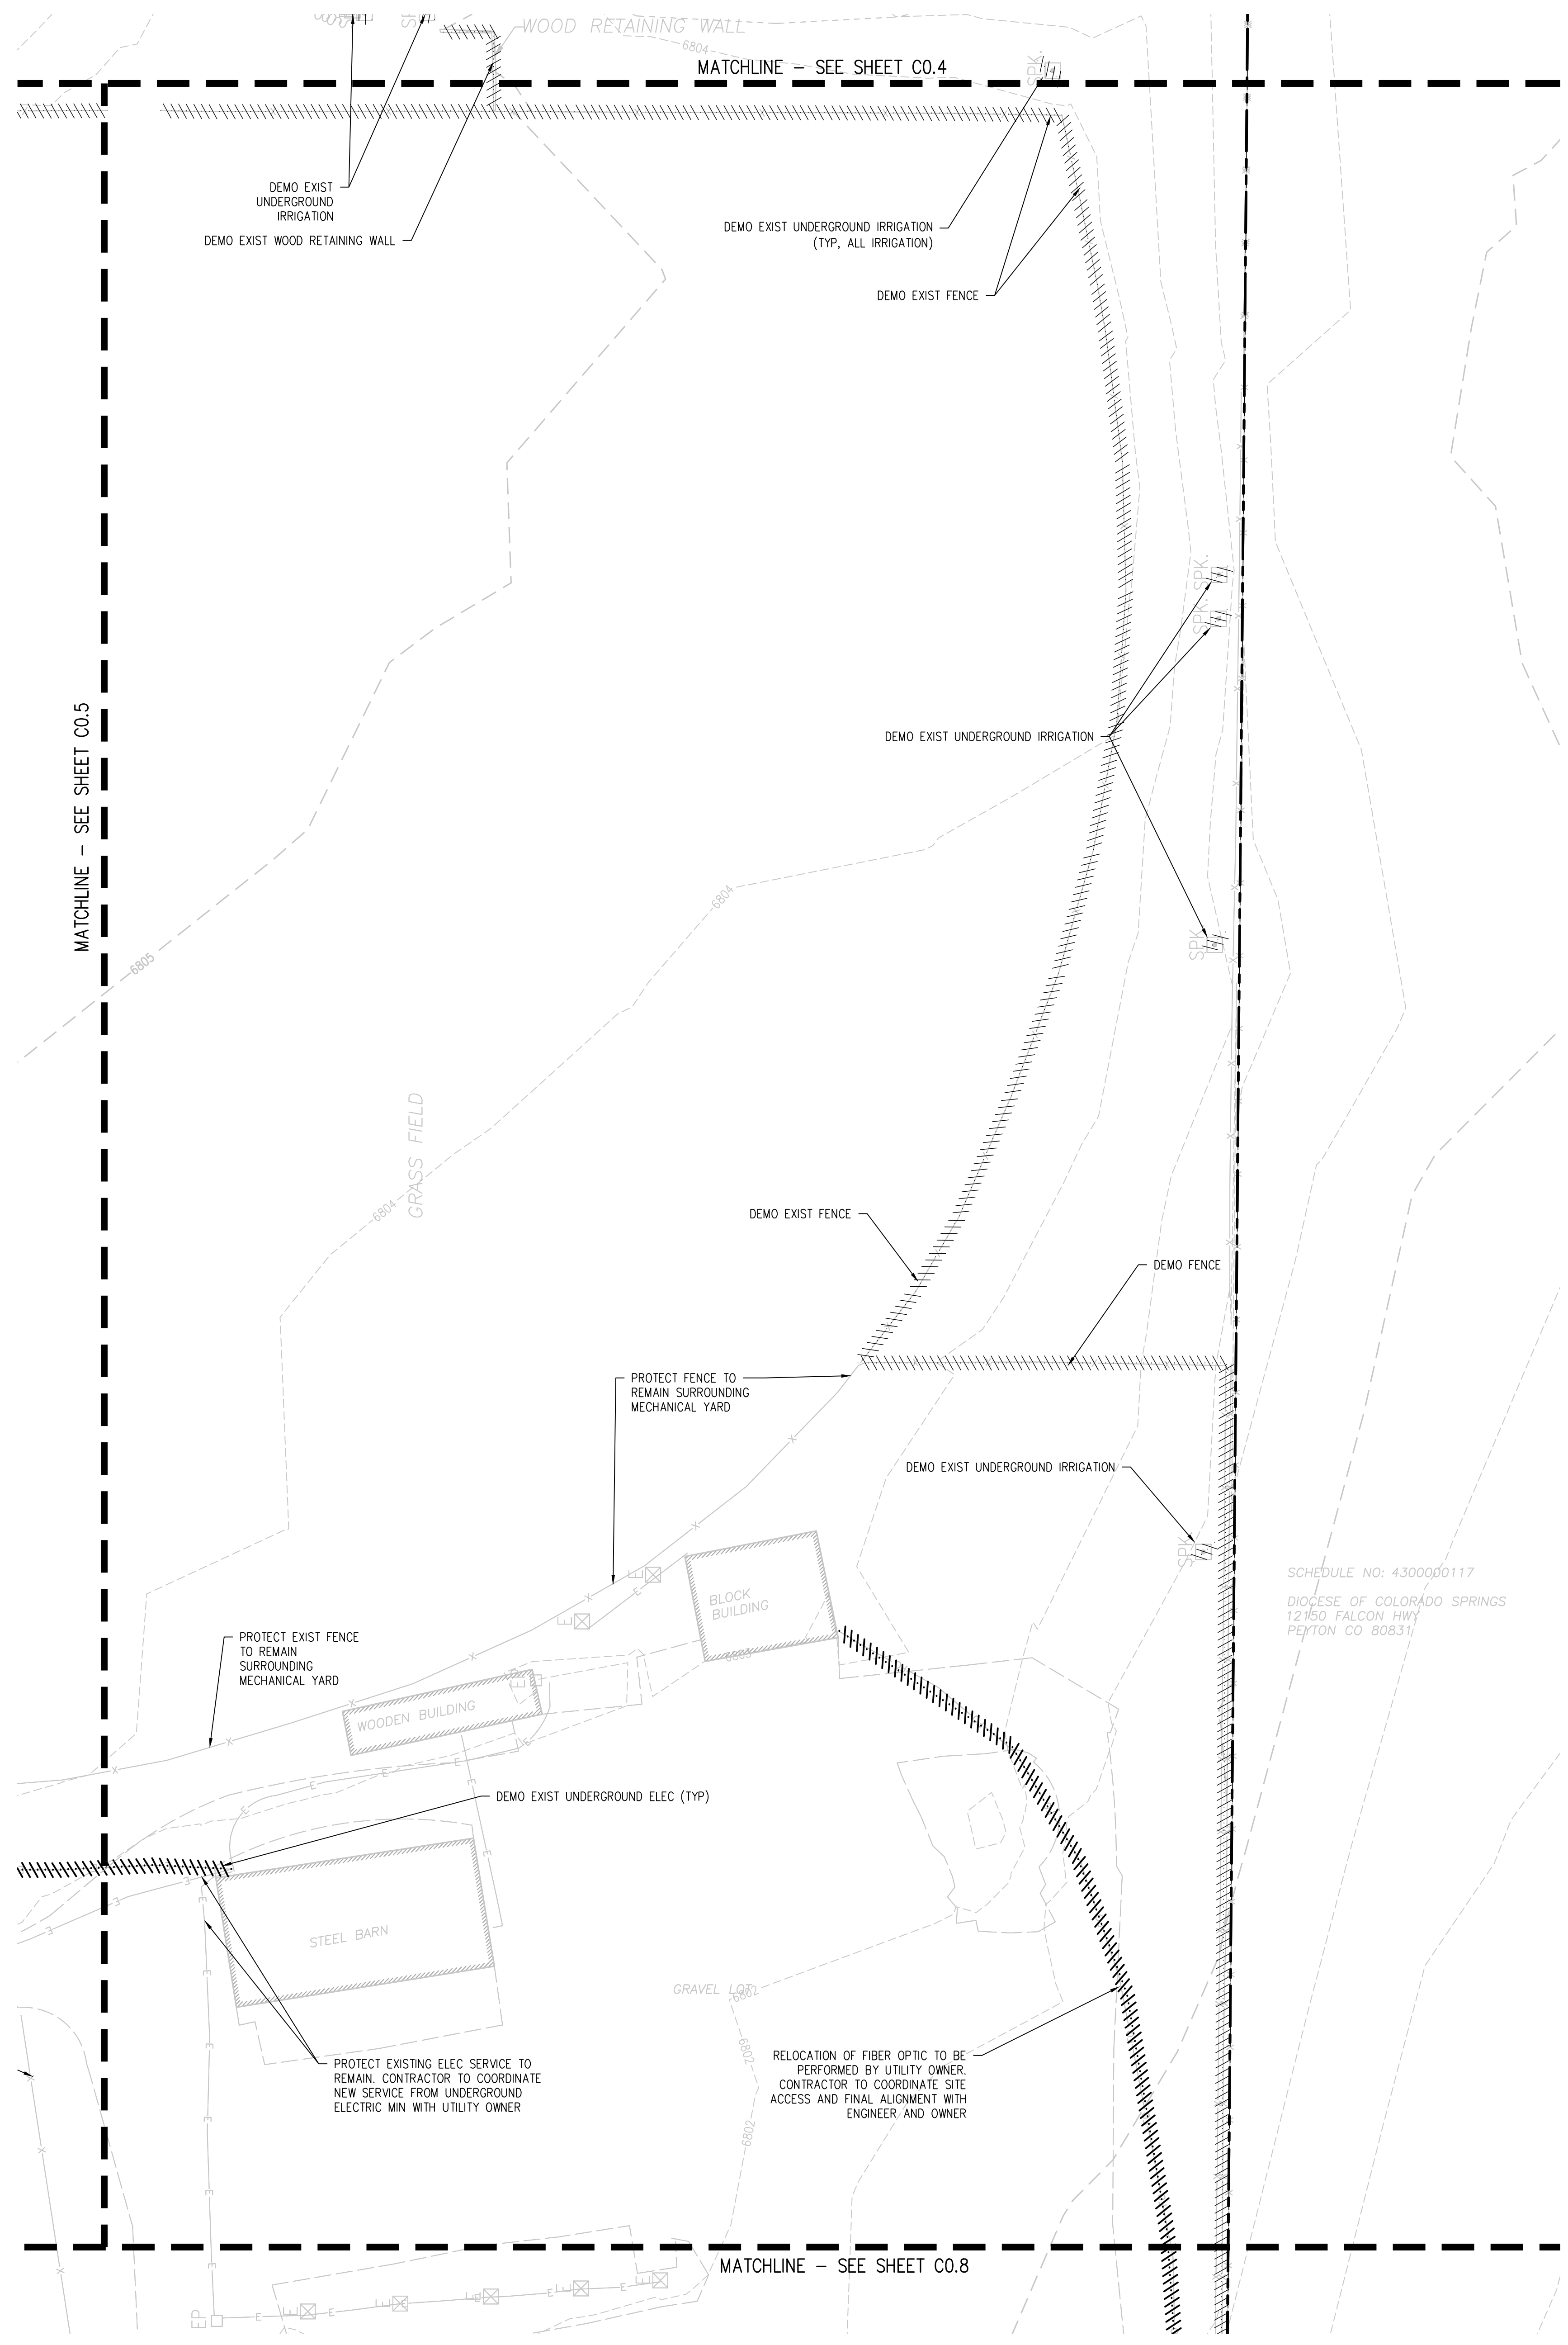 WOOD RETAINING WALL
6804
MATCHLINE - SEE SHEET C0.4
SPK.
DEMO EXIST
UNDERGROUND
IRRIGATION
DEMO EXIST WOOD RETAINING WALL
DEMO EXIST UNDERGROUND IRRIGATION
(TYP, ALL IRRIGATION)
DEMO EXIST FENCE
SPK.
SPK.
MATCHLINE - SEE SHEET C0.5
DEMO EXIST UNDERGROUND IRRIGATION
6804
SPK.
6805
GRASS FIELD
6804
DEMO EXIST FENCE
DEMO FENCE
PROTECT FENCE TO
REMAIN SURROUNDING
MECHANICAL YARD
DEMO EXIST UNDERGROUND IRRIGATION
SPK.
SCHEDULE NO: 4300000117
DIOCESE OF COLORADO SPRINGS
12150 FALCON HWY
PEYTON CO 80831
BLOCK
BUILDING
6803
PROTECT EXIST FENCE
TO REMAIN
SURROUNDING
MECHANICAL YARD
WOODEN BUILDING
DEMO EXIST UNDERGROUND ELEC (TYP)
STEEL BARN
GRAVEL LOT
6802
6802
PROTECT EXISTING ELEC SERVICE TO
REMAIN. CONTRACTOR TO COORDINATE
NEW SERVICE FROM UNDERGROUND
ELECTRIC MIN WITH UTILITY OWNER
RELOCATION OF FIBER OPTIC TO BE
PERFORMED BY UTILITY OWNER.
CONTRACTOR TO COORDINATE SITE
ACCESS AND FINAL ALIGNMENT WITH
ENGINEER AND OWNER
6802
MATCHLINE - SEE SHEET C0.8
EP